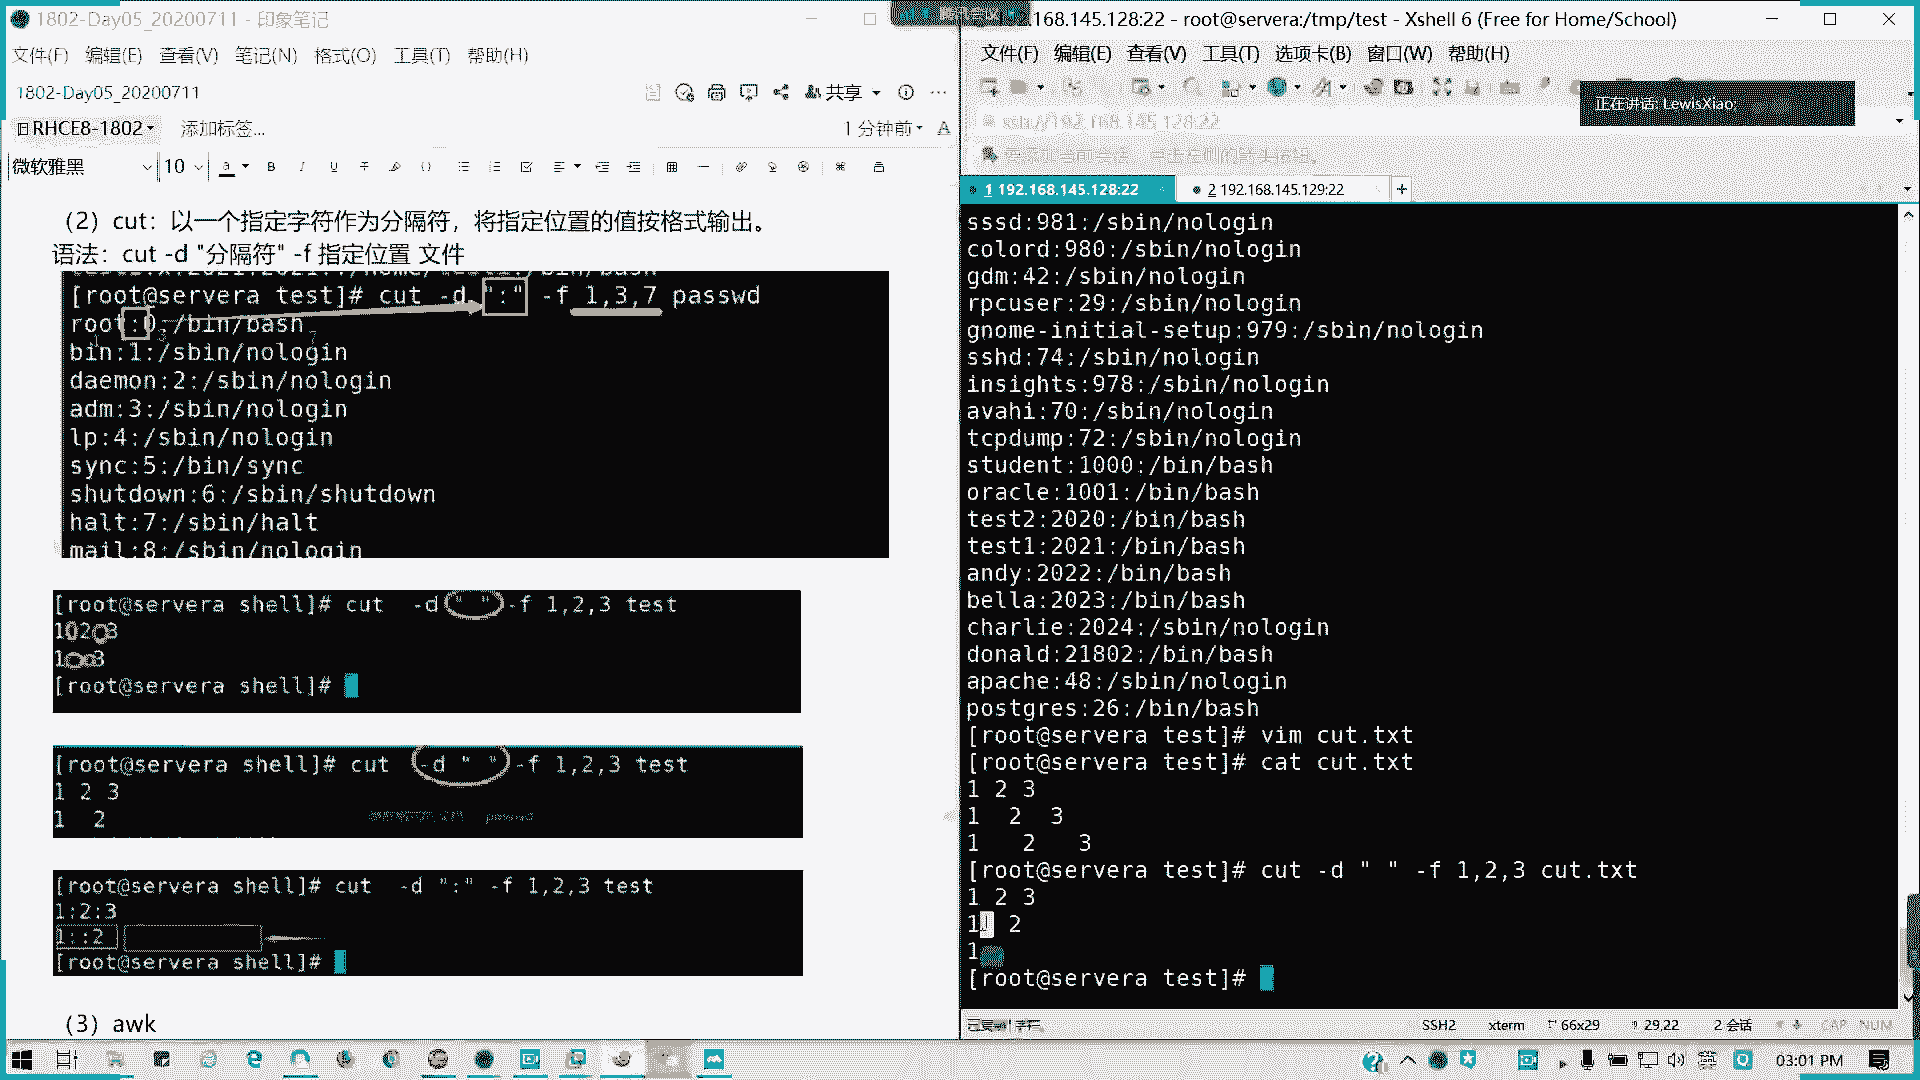 1802-Day05_20200711 - 印象笔记
文件(F) 编辑(E) 查看(V) 笔记(N) 格式(O) 工具(T) 帮助(H)
1802-Day05_20200711
共享
RHCE8-1802
添加标签...
1 分钟前
微软雅黑
10
（2）cut：以一个指定字符作为分隔符，将指定位置的值按格式输出。
语法：cut -d "分隔符" -f 指定位置 文件
[root@servera test]# cut -d ":" -f 1,3,7 passwd
root:0:/bin/bash
bin:1:/sbin/nologin
daemon:2:/sbin/nologin
adm:3:/sbin/nologin
lp:4:/sbin/nologin
sync:5:/bin/sync
shutdown:6:/sbin/shutdown
halt:7:/sbin/halt
mail:8:/sbin/nologin
[root@servera shell]# cut  -d " " -f 1,2,3 test
[root@servera shell]#
[root@servera shell]# cut  -d " " -f 1,2,3 test
1 2 3
1  2
passwd
[root@servera shell]# cut  -d ":" -f 1,2,3 test
1:2:3
1::2
[root@servera shell]#
（3）awk
168.145.128:22 - root@servera:/tmp/test - Xshell 6 (Free for Home/School)
文件(F) 编辑(E) 查看(V) 工具(T) 选项卡(B) 窗口(W) 帮助(H)
正在讲话: LewisXiao;
ssh://192.168.145.128:22
1 192.168.145.128:22
2 192.168.145.129:22
sssd:981:/sbin/nologin
colord:980:/sbin/nologin
gdm:42:/sbin/nologin
rpcuser:29:/sbin/nologin
gnome-initial-setup:979:/sbin/nologin
sshd:74:/sbin/nologin
insights:978:/sbin/nologin
avahi:70:/sbin/nologin
tcpdump:72:/sbin/nologin
student:1000:/bin/bash
oracle:1001:/bin/bash
test2:2020:/bin/bash
test1:2021:/bin/bash
andy:2022:/bin/bash
bella:2023:/bin/bash
charlie:2024:/sbin/nologin
donald:21802:/bin/bash
apache:48:/sbin/nologin
postgres:26:/bin/bash
[root@servera test]# vim cut.txt
[root@servera test]# cat cut.txt
1 2 3
1  2  3
1   2   3
[root@servera test]# cut -d " " -f 1,2,3 cut.txt
1 2 3
1  2
1
[root@servera test]#
SSH2 xterm 66x29 29,22 2 会话 CAP NUM
03:01 PM